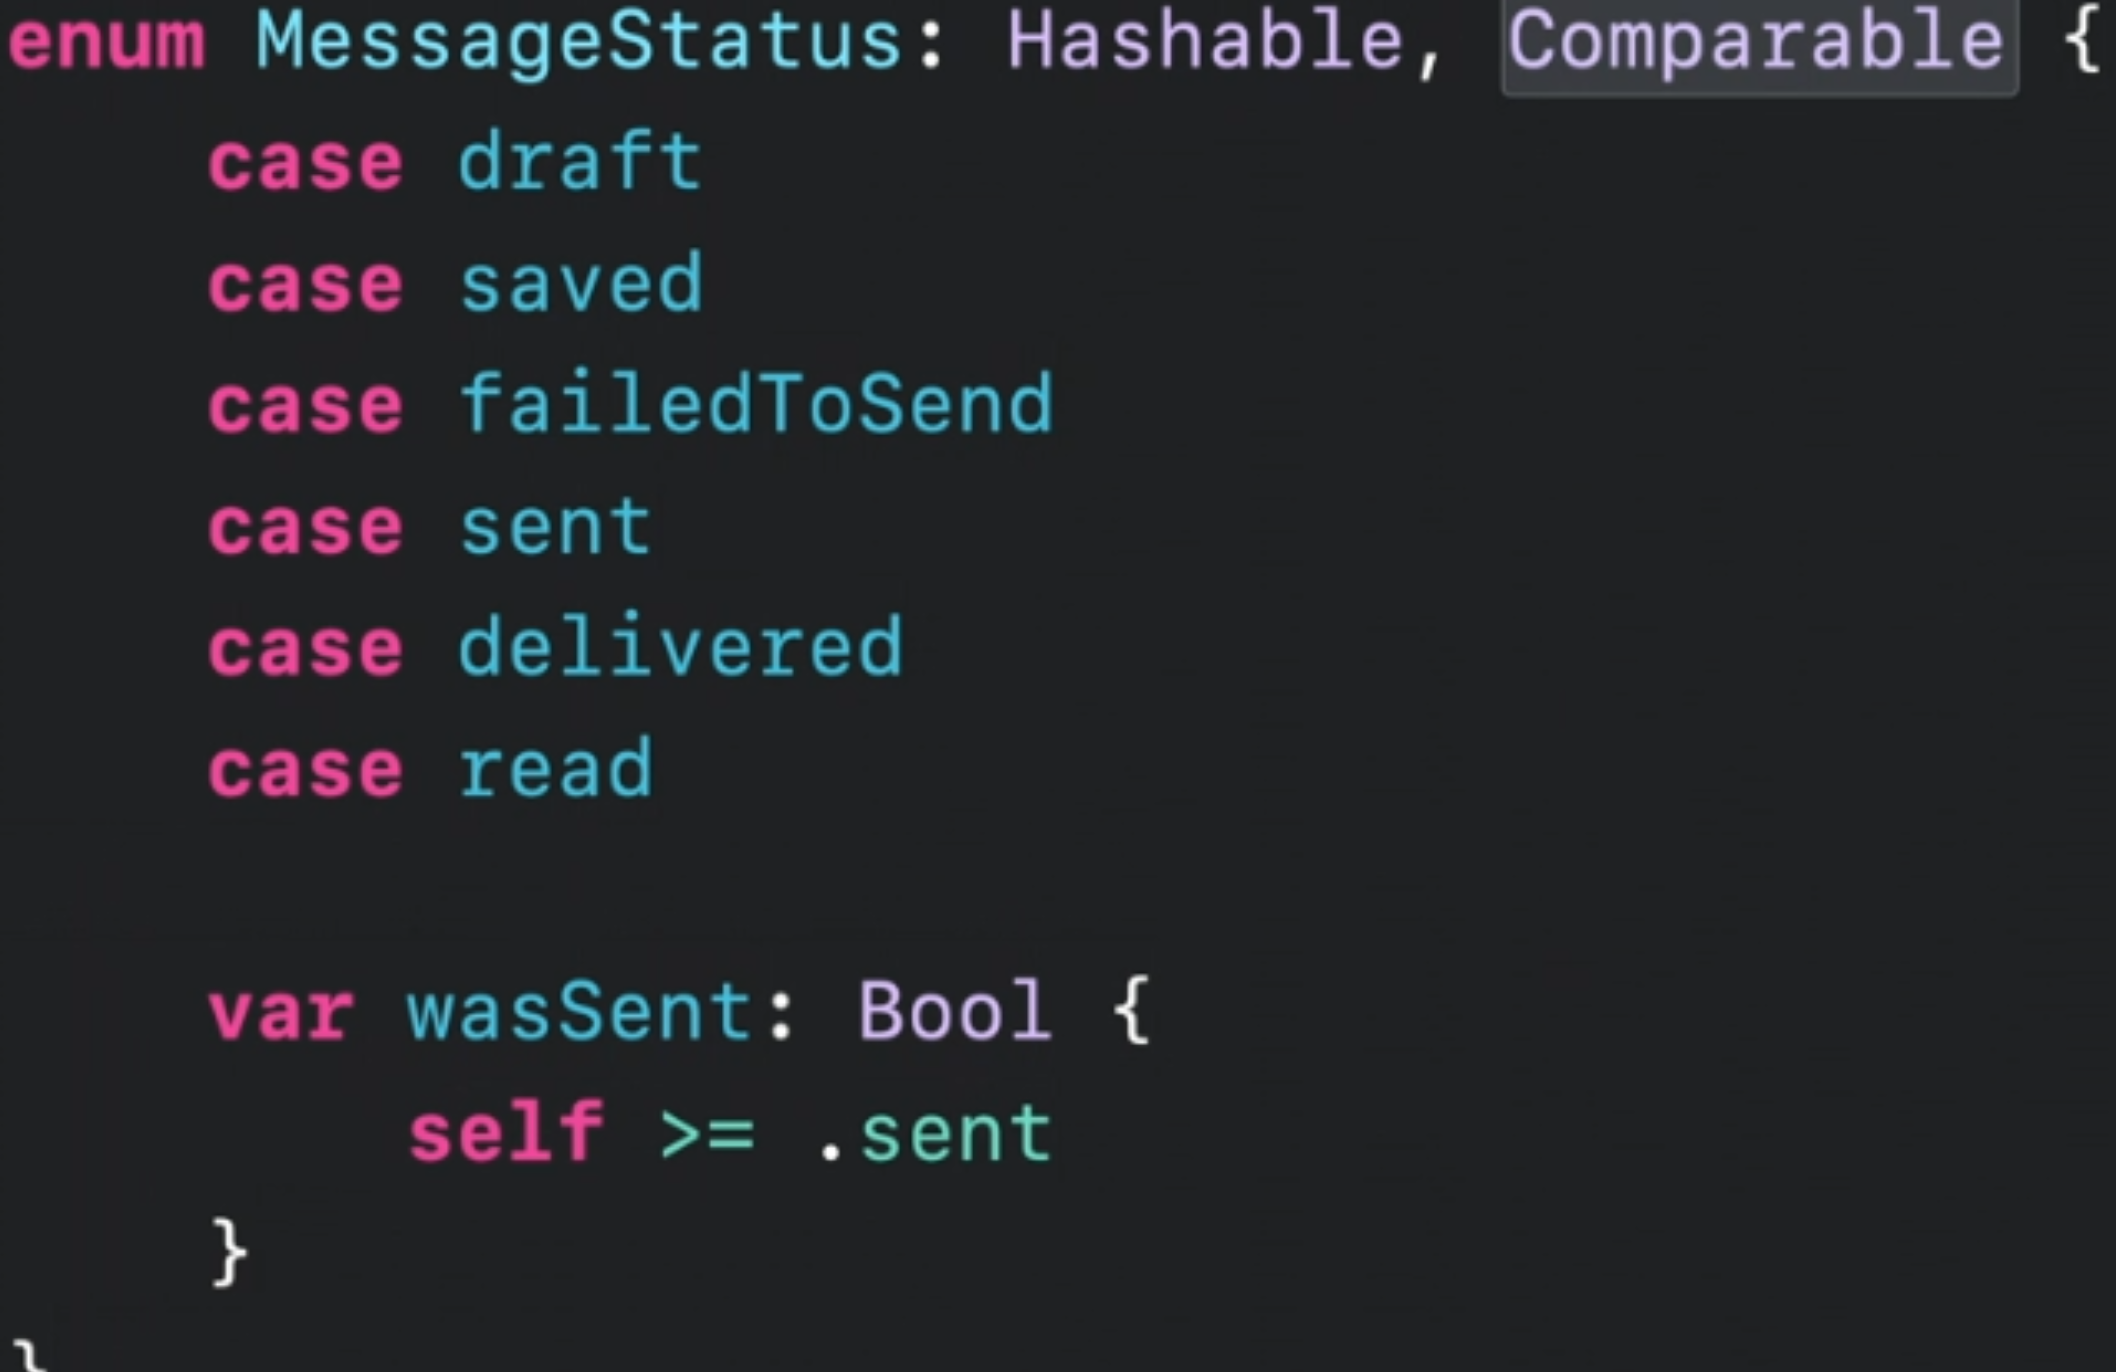 enum MessageStatus: Hashable, Comparable {
    case draft
    case saved
    case failedToSend
    case sent
    case delivered
    case read

    var wasSent: Bool {
        self >= .sent
    }
}